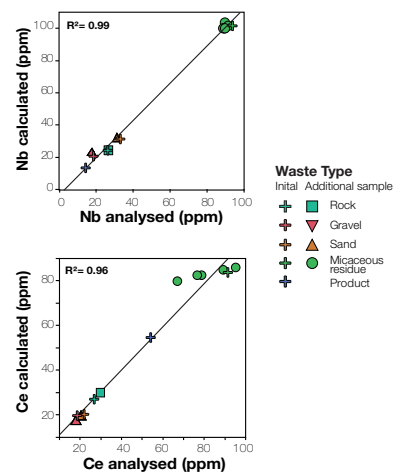 100
R²= 0.99
80
60
40
20
0
Nb calculated (ppm)
0 20 40 60 80 100
Nb analysed (ppm)
Waste Type
Inital Additional sample
Rock
Gravel
Sand
Micaceous
residue
Product
100
R²= 0.96
80
60
40
20
Ce calculated (ppm)
20 40 60 80 100
Ce analysed (ppm)